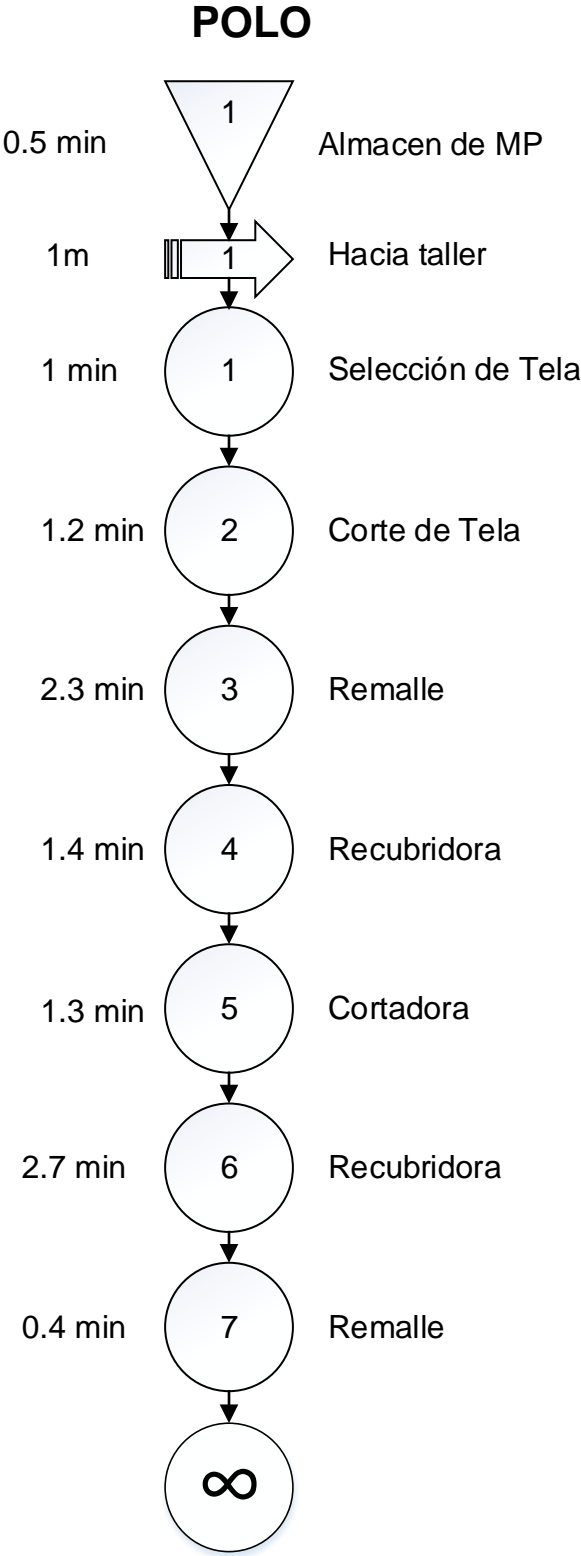 POLO
1
0.5 min Almacen de MP
1m 1 Hacia taller
1 min 1 Selección de Tela
1.2 min 2 Corte de Tela
2.3 min 3 Remalle
1.4 min 4 Recubridora
1.3 min 5 Cortadora
2.7 min 6 Recubridora
0.4 min 7 Remalle
∞